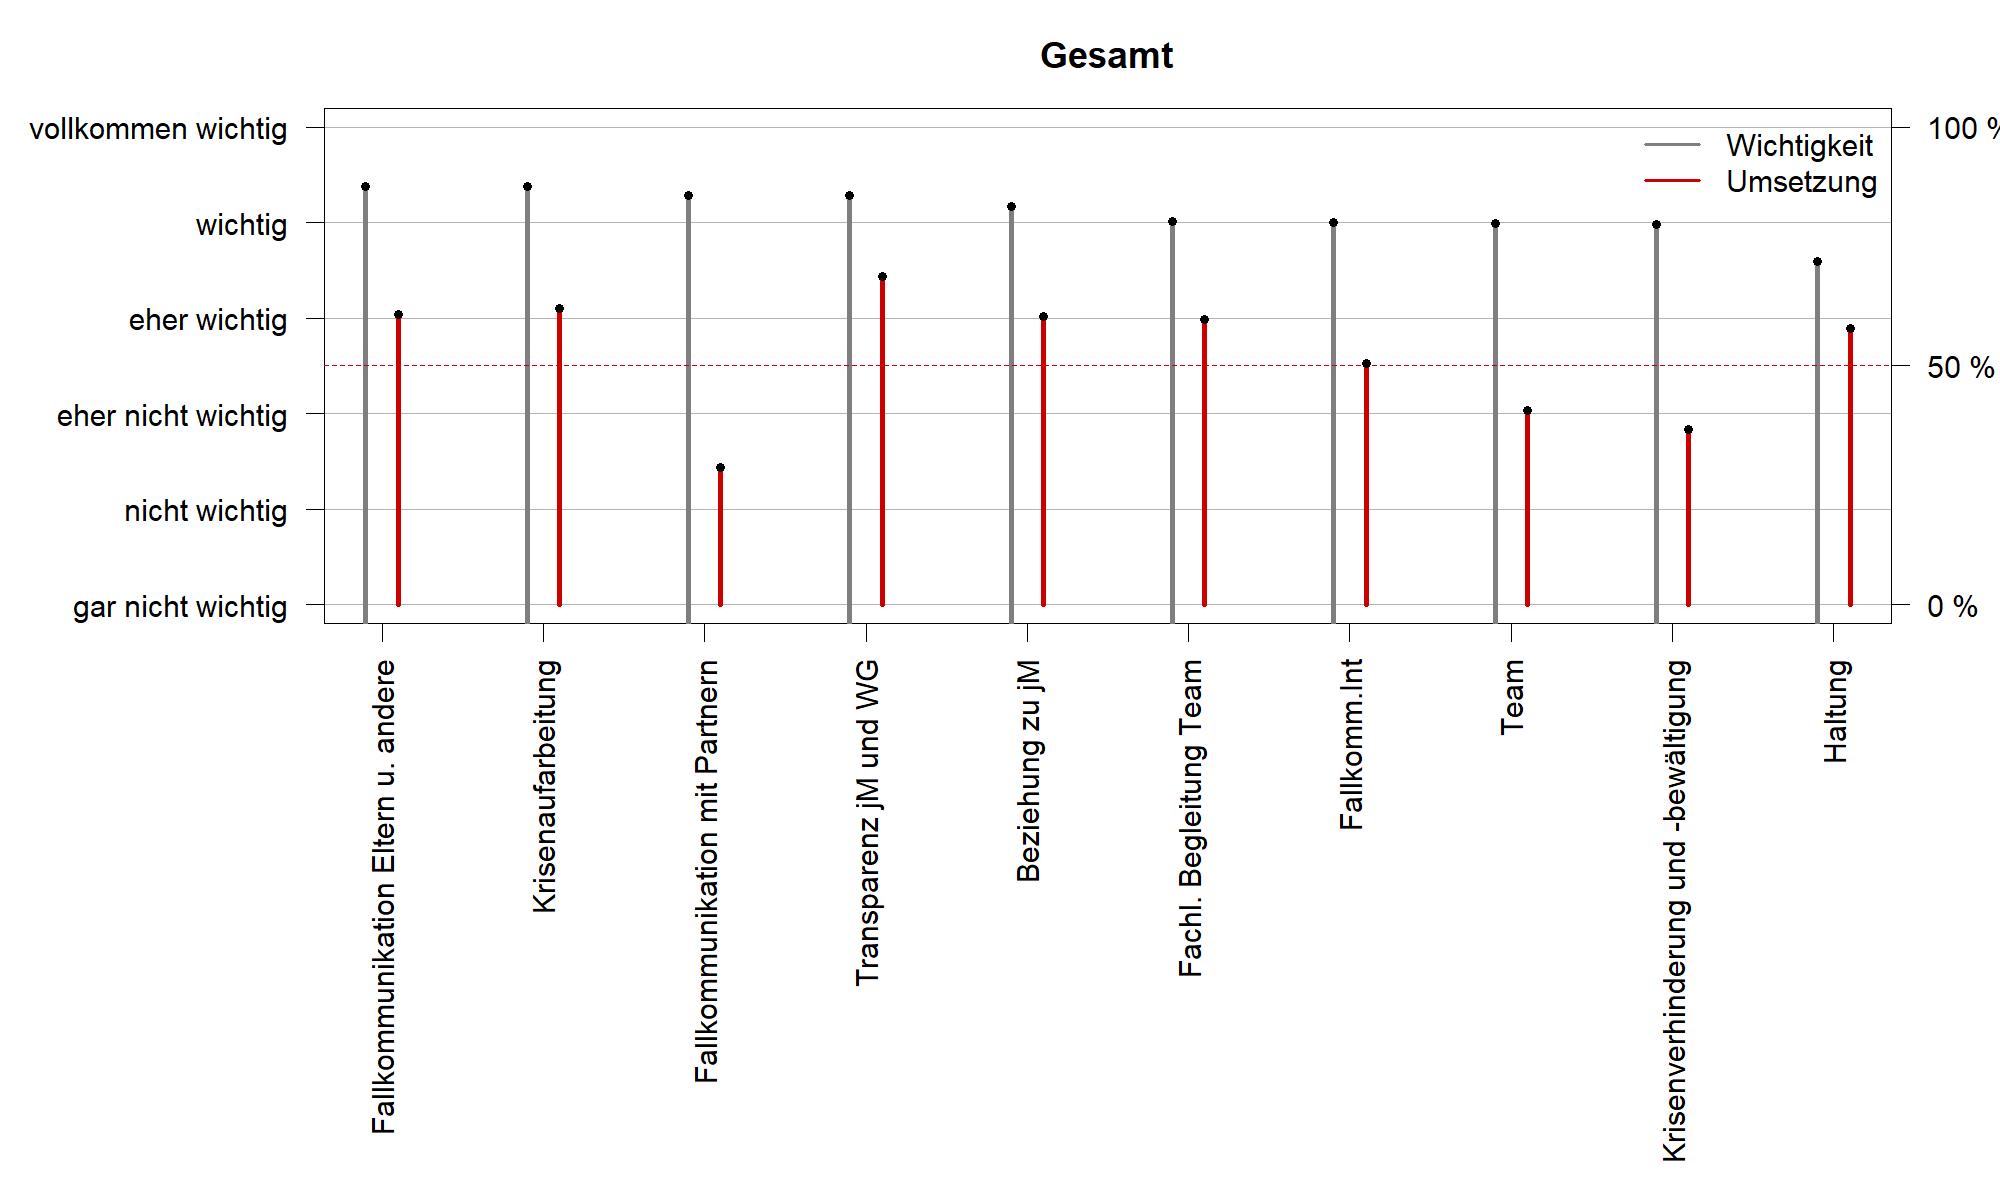 Gesamt
vollkommen wichtig
wichtig
eher wichtig
eher nicht wichtig
nicht wichtig
gar nicht wichtig
100 %
50 %
0 %
Wichtigkeit
Umsetzung
Fallkommunikation Eltern u. andere
Krisenaufarbeitung
Fallkommunikation mit Partnern
Transparenz jM und WG
Beziehung zu jM
Fachl. Begleitung Team
Fallkomm.Int
Team
Krisenverhinderung und -bewältigung
Haltung